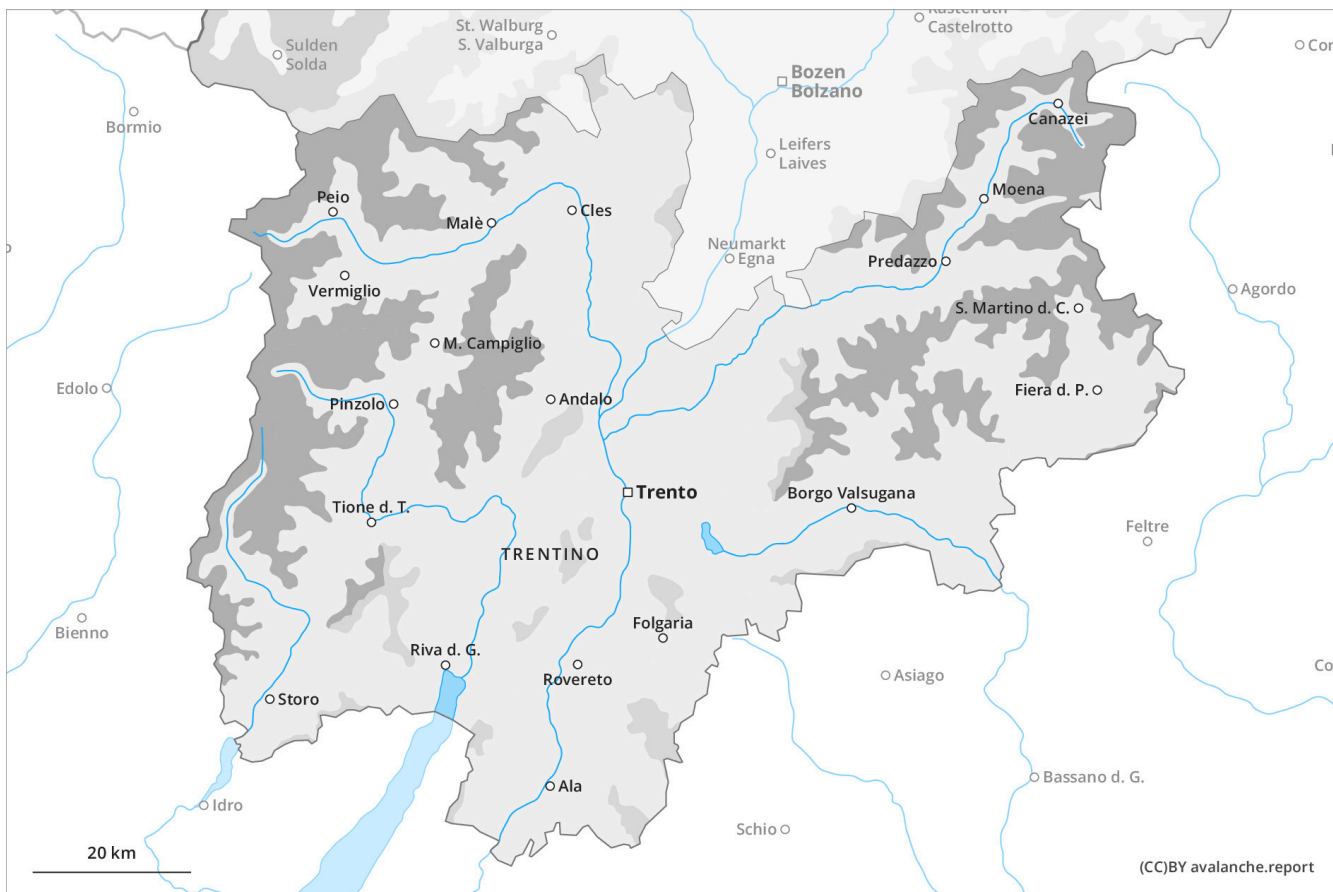 Kastelruth
Castelrotto
St. Walburg
S. Valburga
Sulden
Solda
Bozen
Bolzano
Bormio
Canazei
Leifers
Laives
Moena
Peio
Malè
Cles
Neumarkt
Egna
Predazzo
Vermiglio
Agordo
S. Martino d. C.
M. Campiglio
Edolo
Pinzolo
Andalo
Fiera d. P.
Trento
Borgo Valsugana
Tione d. T.
Feltre
TRENTINO
Bienno
Folgaria
Riva d. G.
Rovereto
Asiago
Storo
Ala
Bassano d. G.
Idro
Schio
20 km
(CC)BY avalanche.report